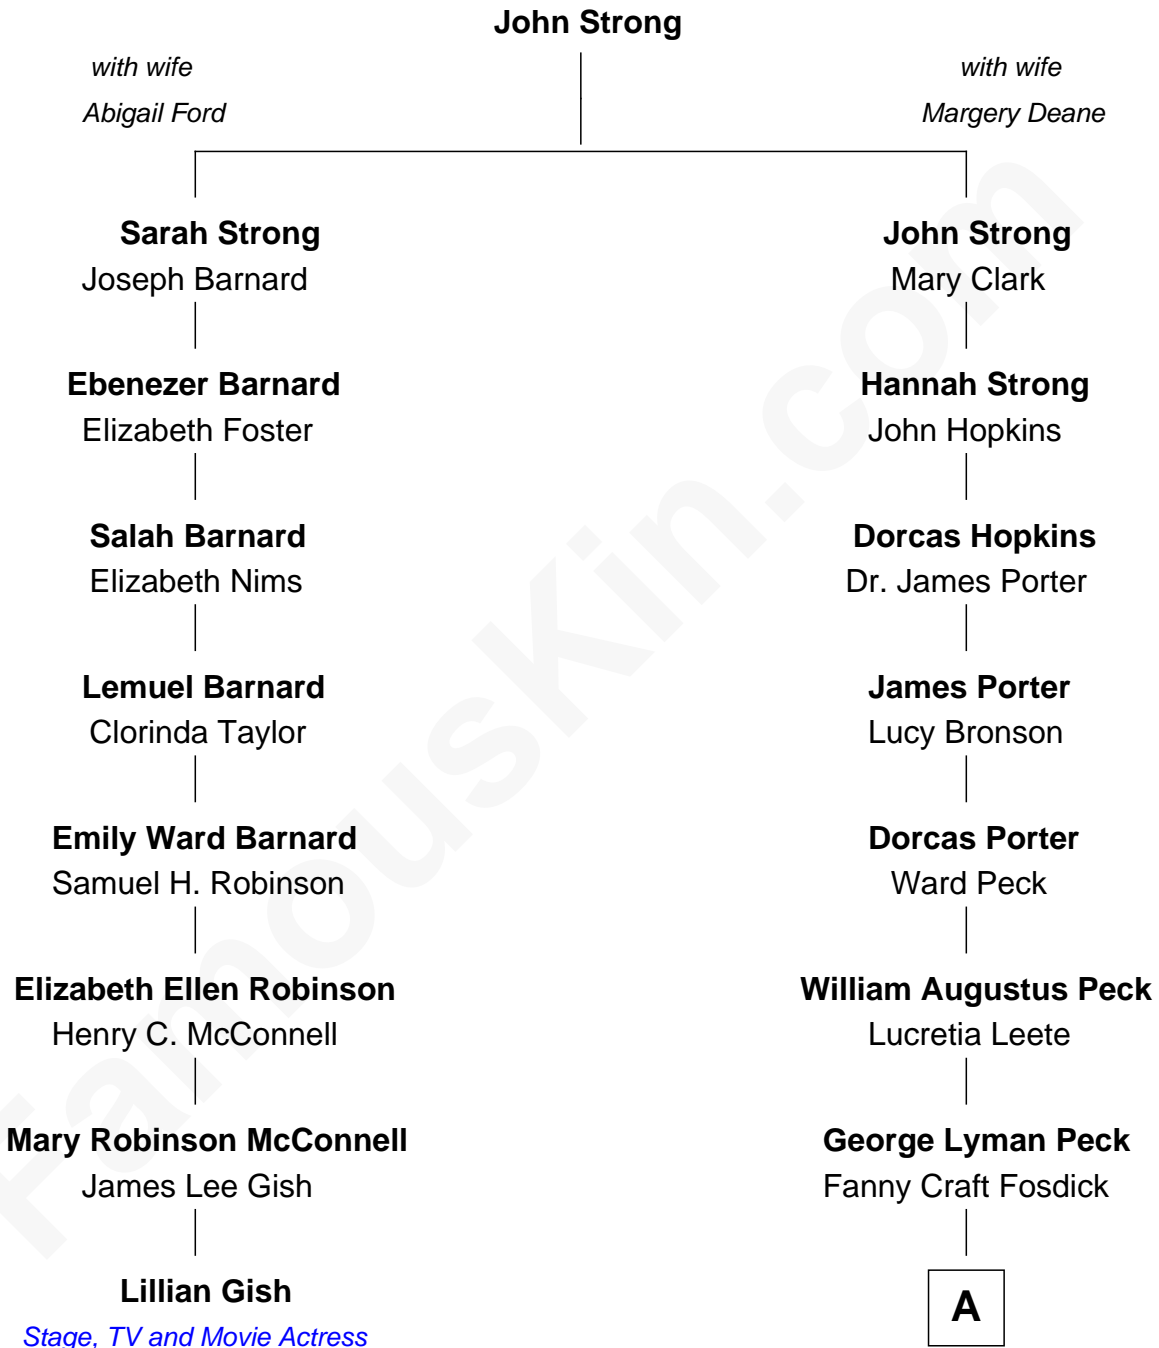 John Strong
with wife
Abigail Ford
with wife
Margery Deane
Sarah Strong
Joseph Barnard
John Strong
Mary Clark
Ebenezer Barnard
Elizabeth Foster
Hannah Strong
John Hopkins
Salah Barnard
Elizabeth Nims
Dorcas Hopkins
Dr. James Porter
Lemuel Barnard
Clorinda Taylor
James Porter
Lucy Bronson
Emily Ward Barnard
Samuel H. Robinson
Dorcas Porter
Ward Peck
Elizabeth Ellen Robinson
Henry C. McConnell
William Augustus Peck
Lucretia Leete
Mary Robinson McConnell
James Lee Gish
George Lyman Peck
Fanny Craft Fosdick
Lillian Gish
Stage, TV and Movie Actress
A
FamousKin.com